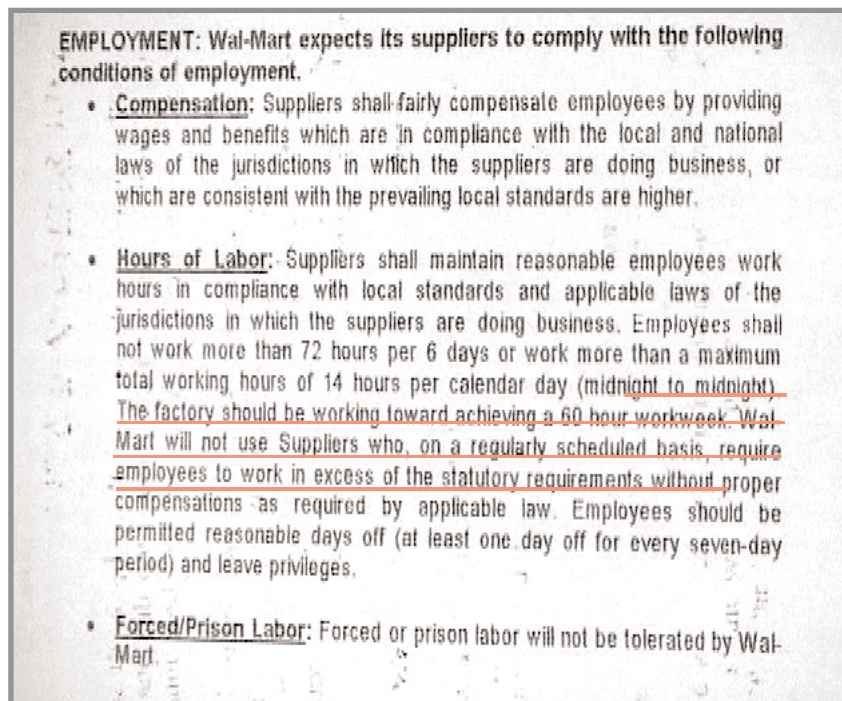 EMPLOYMENT: Wal-Mart expects its suppliers to comply with the following
conditions of employment.
• Compensation: Suppliers shall fairly compensate employees by providing
wages and benefits which are in compliance with the local and national
laws of the jurisdictions in which the suppliers are doing business, or
which are consistent with the prevailing local standards are higher.
• Hours of Labor: Suppliers shall maintain reasonable employees work
hours in compliance with local standards and applicable laws of the
jurisdictions in which the suppliers are doing business. Employees shall
not work more than 72 hours per 6 days or work more than a maximum
total working hours of 14 hours per calendar day (midnight to midnight).
The factory should be working toward achieving a 60 hour workweek. Wal-
Mart will not use Suppliers who, on a regularly scheduled basis, require
employees to work in excess of the statutory requirements without proper
compensations as required by applicable law. Employees should be
permitted reasonable days off (at least one day off for every seven-day
period) and leave privileges.
• Forced/Prison Labor: Forced or prison labor will not be tolerated by Wal-
Mart.